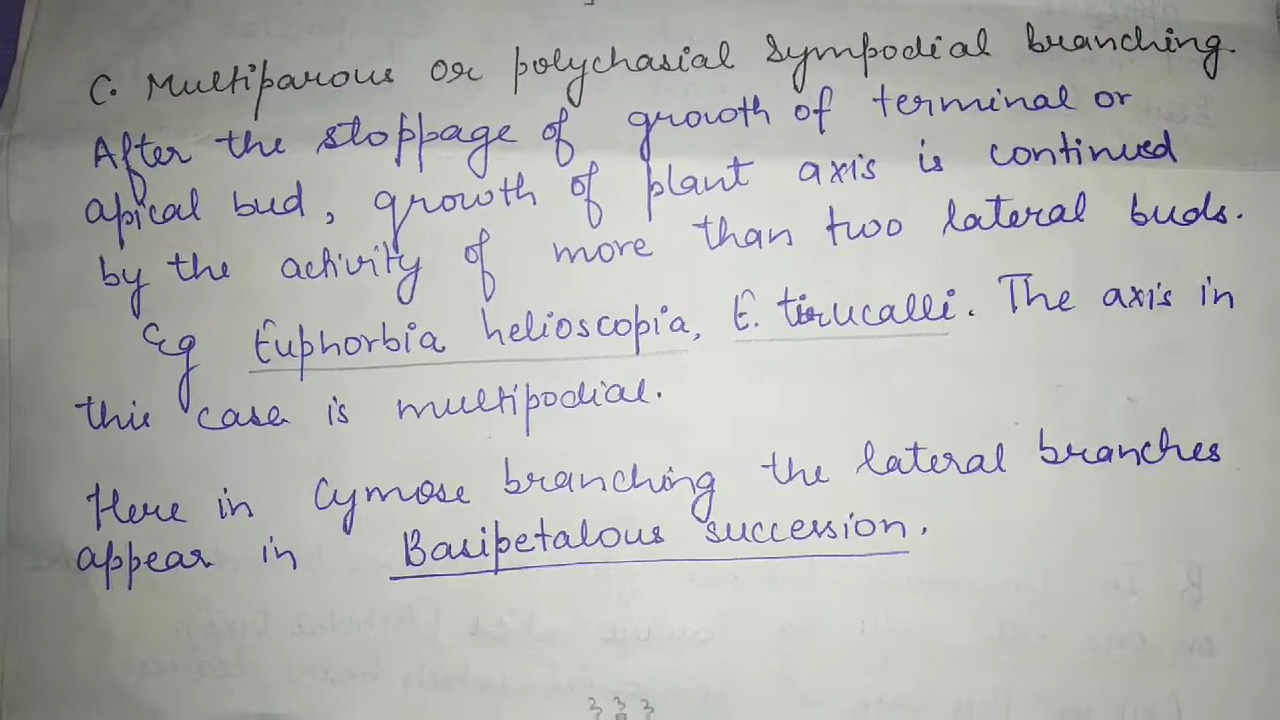 C. Multiparous or polychasial Sympodial branching.
After the stoppage of growth of terminal or
apical bud, growth of plant axis is continued
by the activity of more than two lateral buds.
Eg Euphorbia helioscopia, E. tirucalli. The axis in
this case is multipodial.
Here in Cymose branching the lateral branches
appear in Basipetalous succession.